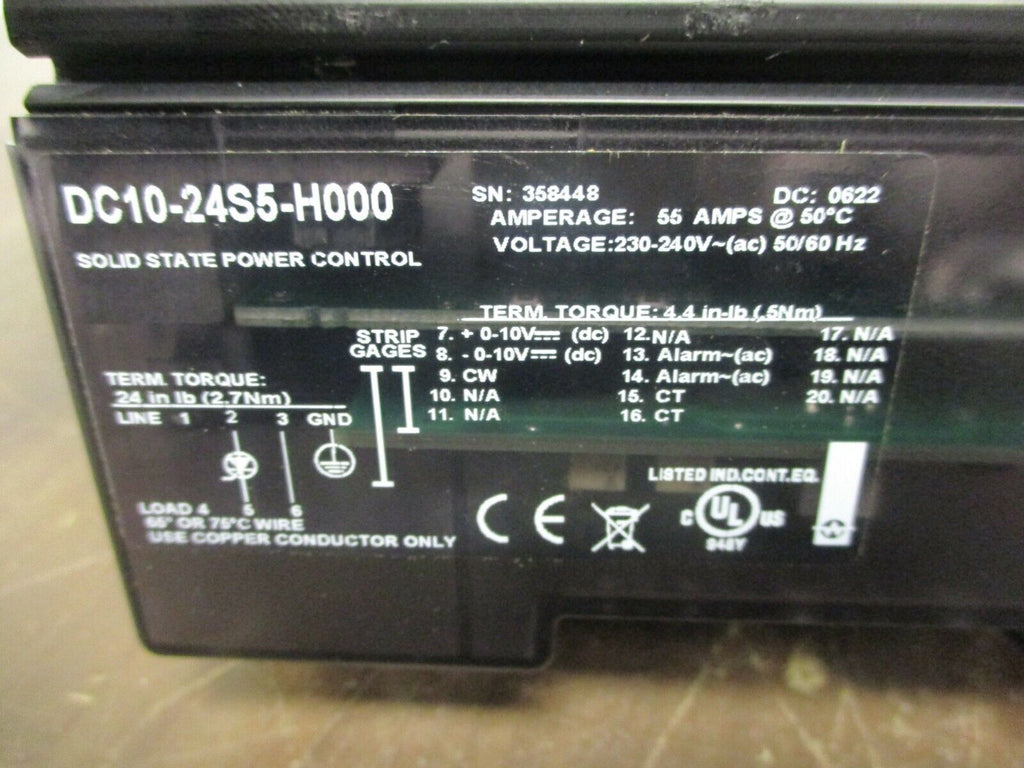 DC10-24S5-H000
SN: 358448 DC: 0622
AMPERAGE: 55 AMPS @ 50°C
VOLTAGE:230-240V~(ac) 50/60 Hz
SOLID STATE POWER CONTROL
TERM. TORQUE: 4.4 in-lb (.5Nm)
STRIP GAGES
7. + 0-10V⎓ (dc) 12. N/A 17. N/A
8. - 0-10V⎓ (dc) 13. Alarm~(ac) 18. N/A
9. CW 14. Alarm~(ac) 19. N/A
10. N/A 15. CT 20. N/A
11. N/A 16. CT
TERM. TORQUE:
24 in lb (2.7Nm)
LINE 1 2 3 GND
LOAD 4 5 6
65° OR 75°C WIRE
USE COPPER CONDUCTOR ONLY
LISTED IND.CONT.EQ.
CE
c UL US